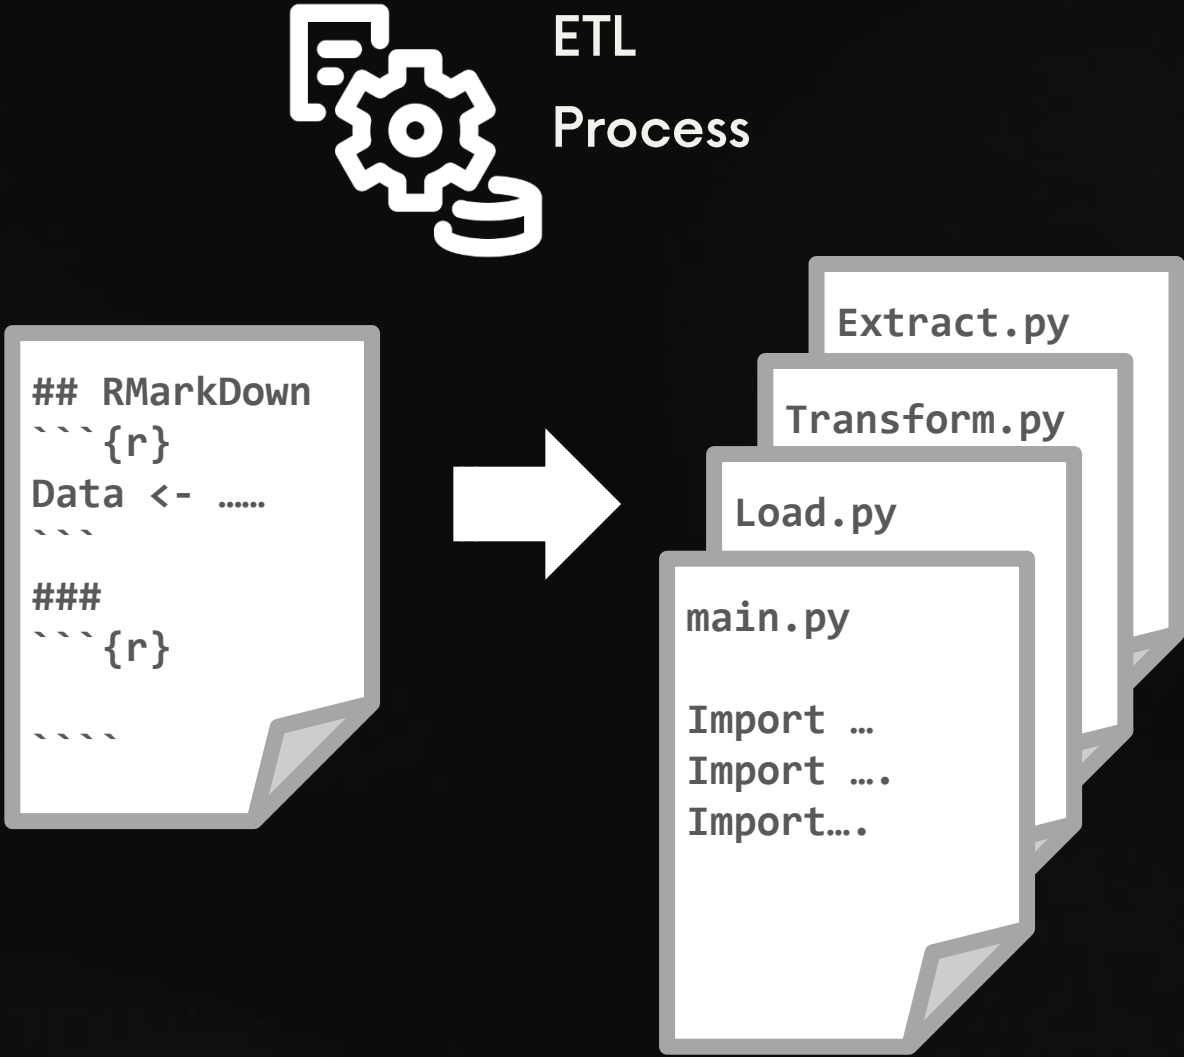 ETL
Process
## RMarkDown
```{r}
Data <- ……
```
###
```{r}
````
Extract.py
Transform.py
Load.py
main.py
Import …
Import ….
Import….